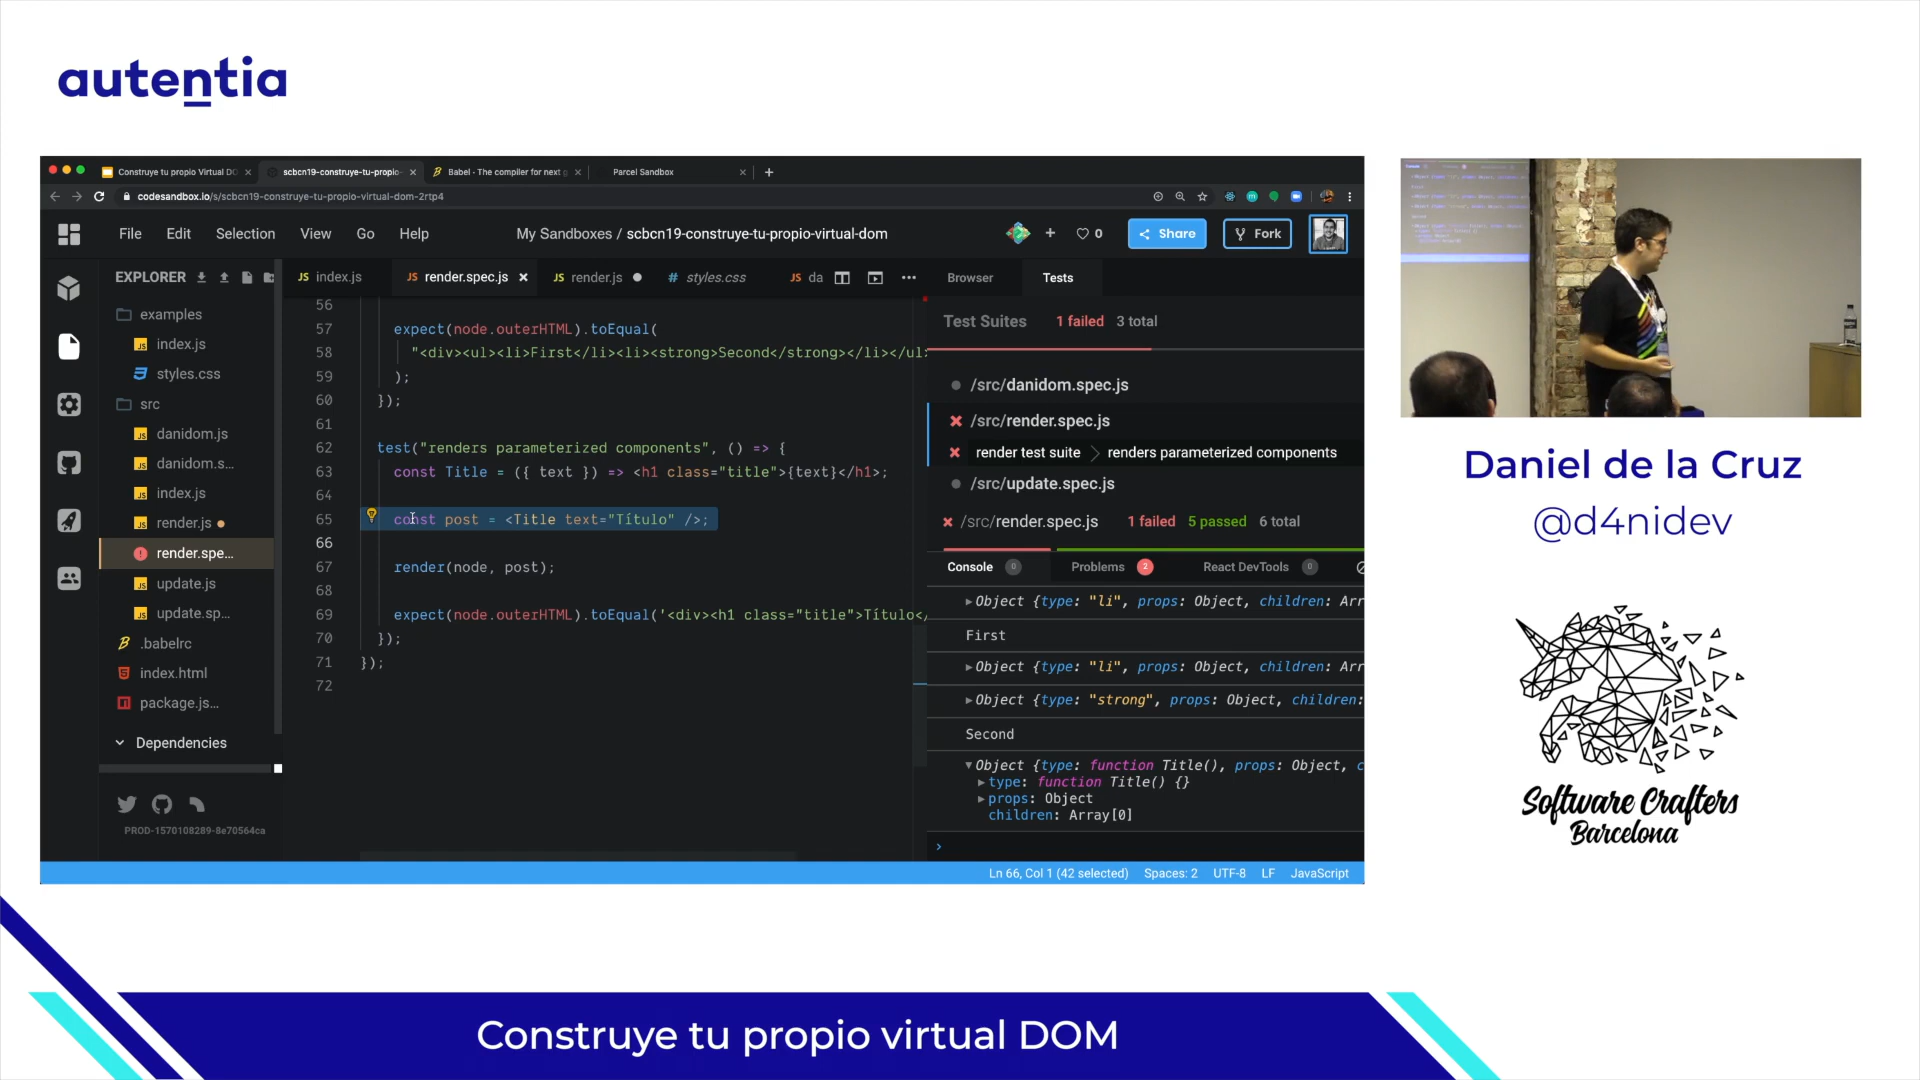 autentia
Construye tu propio Virtual DO
scbcn19-construye-tu-propio-
Babel · The compiler for next g
Parcel Sandbox
codesandbox.io/s/scbcn19-construye-tu-propio-virtual-dom-2rtp4
File Edit Selection View Go Help
My Sandboxes / scbcn19-construye-tu-propio-virtual-dom
0
Share
Fork
EXPLORER
examples
index.js
styles.css
src
danidom.js
danidom.s...
index.js
render.js
render.spe...
update.js
update.sp...
.babelrc
index.html
package.js...
Dependencies
PROD-1570108289-8e70564ca
JS index.js
JS render.spec.js
JS render.js
# styles.css
JS da
56
57 expect(node.outerHTML).toEqual(
58 "<div><ul><li>First</li><li><strong>Second</strong></li></ul>
59 );
60 });
61
62 test("renders parameterized components", () => {
63 const Title = ({ text }) => <h1 class="title">{text}</h1>;
64
65 const post = <Title text="Título" />;
66
67 render(node, post);
68
69 expect(node.outerHTML).toEqual('<div><h1 class="title">Título</
70 });
71 });
72
Browser
Tests
Test Suites 1 failed 3 total
/src/danidom.spec.js
/src/render.spec.js
render test suite > renders parameterized components
/src/update.spec.js
/src/render.spec.js 1 failed 5 passed 6 total
Console 0 Problems 2 React DevTools 0
Object {type: "li", props: Object, children: Arr
First
Object {type: "li", props: Object, children: Arr
Object {type: "strong", props: Object, children:
Second
Object {type: function Title(), props: Object, c
type: function Title() {}
props: Object
children: Array[0]
Ln 66, Col 1 (42 selected) Spaces: 2 UTF-8 LF JavaScript
Daniel de la Cruz
@d4nidev
Software Crafters
Barcelona
Construye tu propio virtual DOM